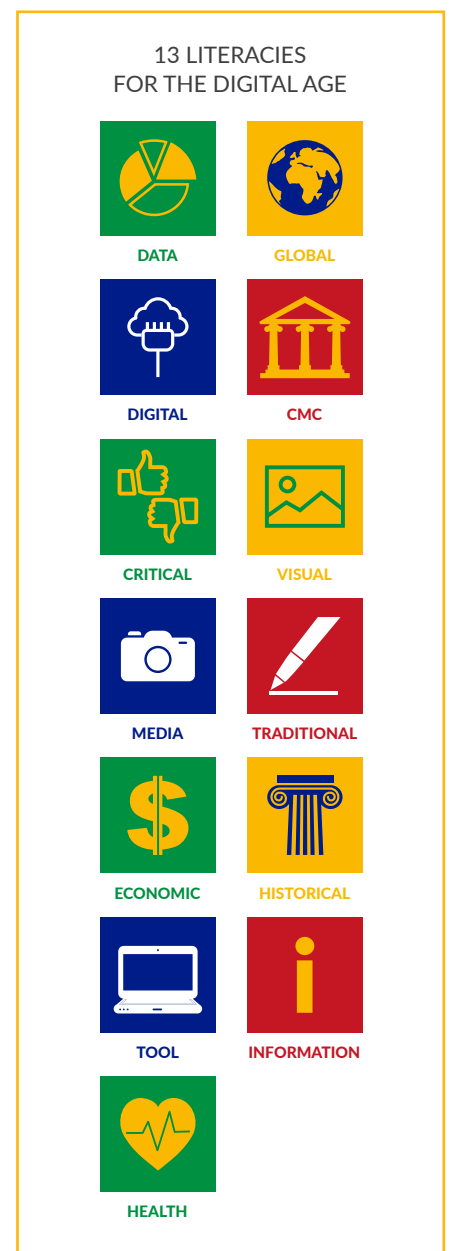 13 LITERACIES
FOR THE DIGITAL AGE
DATA
GLOBAL
DIGITAL
CMC
CRITICAL
VISUAL
MEDIA
TRADITIONAL
$
ECONOMIC
HISTORICAL
TOOL
i
INFORMATION
HEALTH